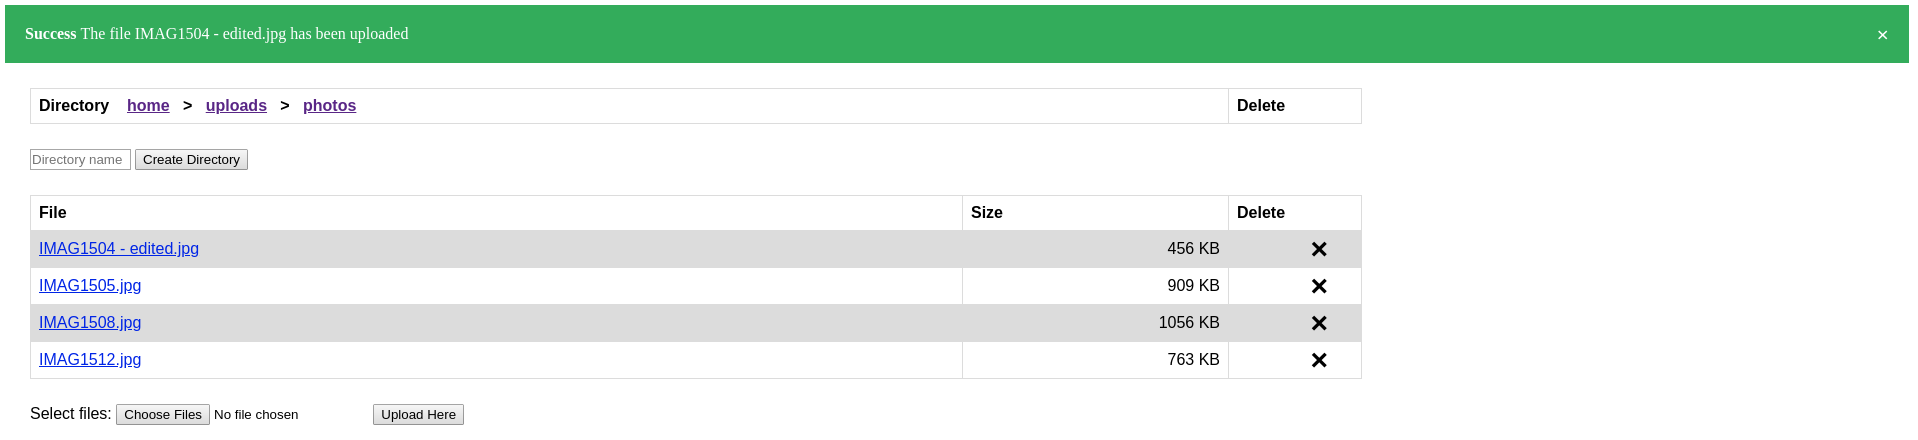 Success The file IMAG1504 - edited.jpg has been uploaded ×
Directory home > uploads > photos Delete
Directory name Create Directory
File Size Delete
IMAG1504 - edited.jpg 456 KB ✕
IMAG1505.jpg 909 KB ✕
IMAG1508.jpg 1056 KB ✕
IMAG1512.jpg 763 KB ✕
Select files: Choose Files No file chosen Upload Here